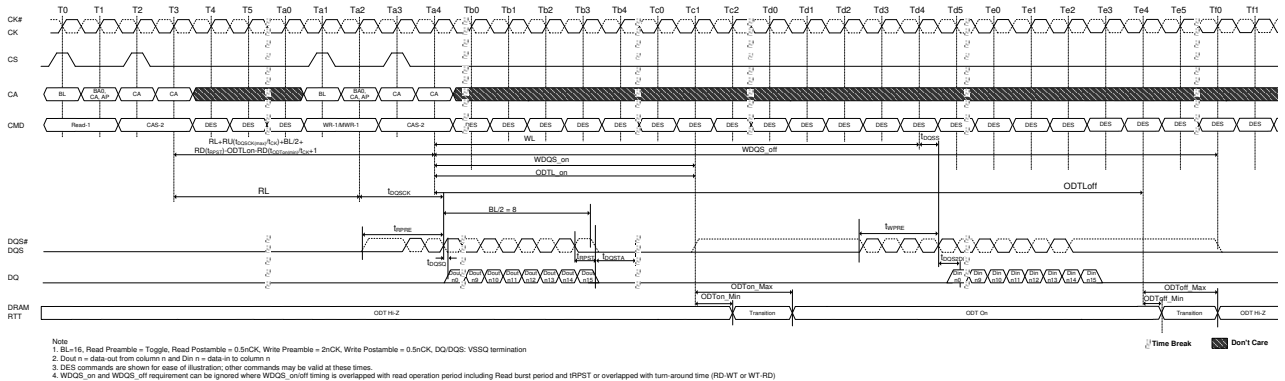 T0 T1 T2 T3 T4 T5 Ta0 Ta1 Ta2 Ta3 Ta4 Tb0 Tb1 Tb2 Tb3 Tb4 Tc0 Tc1 Tc2 Td0 Td1 Td2 Td3 Td4 Td5 Te0 Te1 Te2 Te3 Te4 Te5 Tf0 Tf1
CK#
CK
CS
CA
BL BA0, CA, AP CA CA BL BA0, CA, AP CA CA
CMD
Read-1 CAS-2 DES DES DES WR-1/MWR-1 CAS-2 DES DES DES DES DES DES DES DES DES DES DES DES DES DES DES DES DES DES DES DES DES DES
RL+RU(tDQSCK(max)/tCK)+BL/2+
RD(tRPST)-ODTLon-RD(tODTon(min)/tCK+1
WL
tDQSS
WDQS_off
WDQS_on
ODTL_on
ODTLoff
RL
tDQSCK
BL/2 = 8
tRPRE
tWPRE
DQS#
DQS
tDQSQ
tRPST
tDQSTA
tDQS2DI
DQ
Dout n0 Dout n9 Dout n10 Dout n11 Dout n12 Dout n13 Dout n14 Dout n15 Din n0 Din n9 Din n10 Din n11 Din n12 Din n13 Din n14 Din n15
ODTon_Max
ODTon_Min
ODToff_Max
ODToff_Min
DRAM
RTT
ODT Hi-Z Transition ODT On Transition ODT Hi-Z
Time Break
Don't Care
Note
1. BL=16, Read Preamble = Toggle, Read Postamble = 0.5nCK, Write Preamble = 2nCK, Write Postamble = 0.5nCK, DQ/DQS: VSSQ termination
2. Dout n = data-out from column n and Din n = data-in to column n
3. DES commands are shown for ease of illustration; other commands may be valid at these times.
4. WDQS_on and WDQS_off requirement can be ignored where WDQS_on/off timing is overlapped with read operation period including Read burst period and tRPST or overlapped with turn-around time (RD-WT or WT-RD)